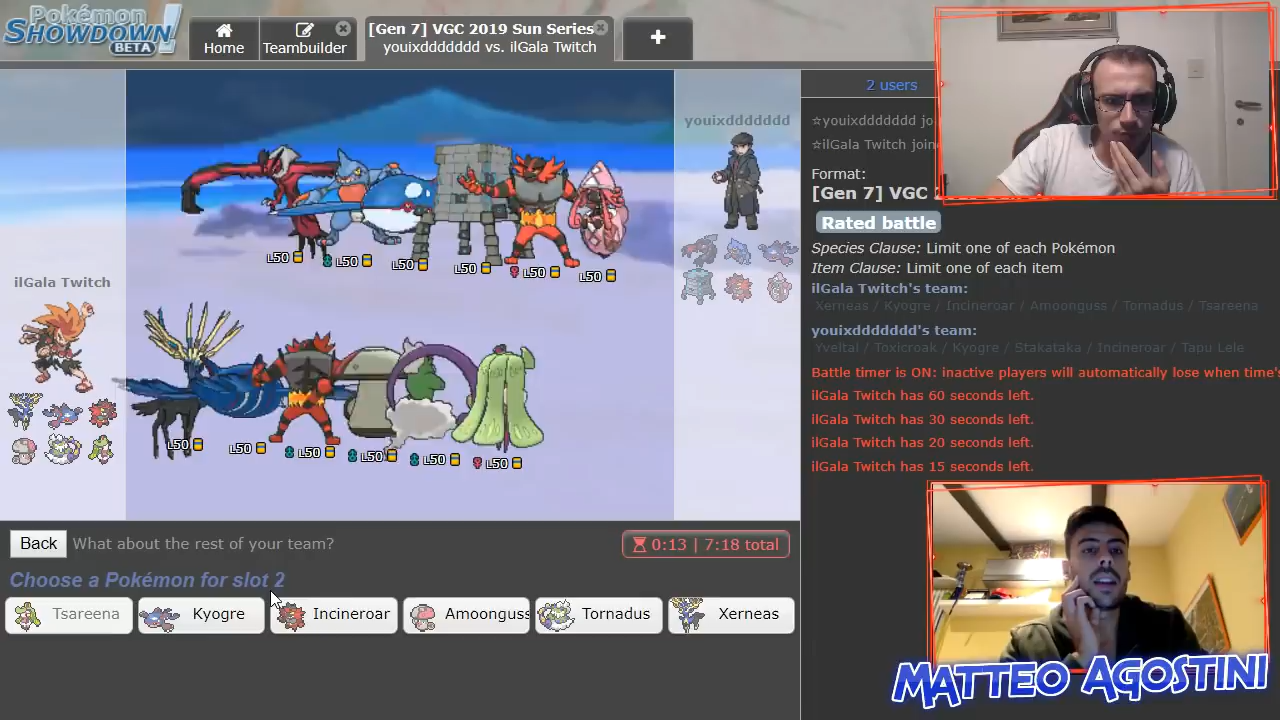 Pokémon
SHOWDOWN!
BETA
Home
Teambuilder
[Gen 7] VGC 2019 Sun Series
youixddddddd vs. ilGala Twitch
+
youixddddddd
L50
L50
L50
L50
L50
L50
ilGala Twitch
L50
L50
L50
L50
L50
L50
2 users
☆youixddddddd jo
☆ilGala Twitch join
Format:
[Gen 7] VGC 2
Rated battle
Species Clause: Limit one of each Pokémon
Item Clause: Limit one of each item
ilGala Twitch's team:
Xerneas / Kyogre / Incineroar / Amoonguss / Tornadus / Tsareena
youixddddddd's team:
Yveltal / Toxicroak / Kyogre / Stakataka / Incineroar / Tapu Lele
Battle timer is ON: inactive players will automatically lose when time's
ilGala Twitch has 60 seconds left.
ilGala Twitch has 30 seconds left.
ilGala Twitch has 20 seconds left.
ilGala Twitch has 15 seconds left.
Back What about the rest of your team?
0:13 | 7:18 total
Choose a Pokémon for slot 2
Tsareena Kyogre Incineroar Amoonguss Tornadus Xerneas
MATTEO AGOSTINI